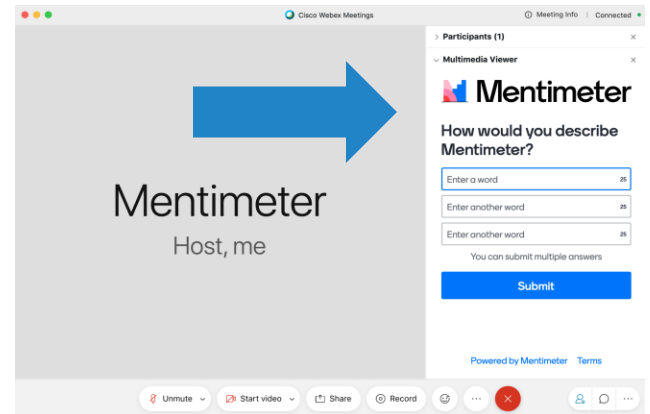 Cisco Webex Meetings
Meeting Info
Connected
Participants (1)
Multimedia Viewer
Mentimeter
How would you describe
Mentimeter?
Enter a word 25
Enter another word 25
Enter another word 25
You can submit multiple answers
Submit
Powered by Mentimeter Terms
Mentimeter
Host, me
Unmute
Start video
Share
Record